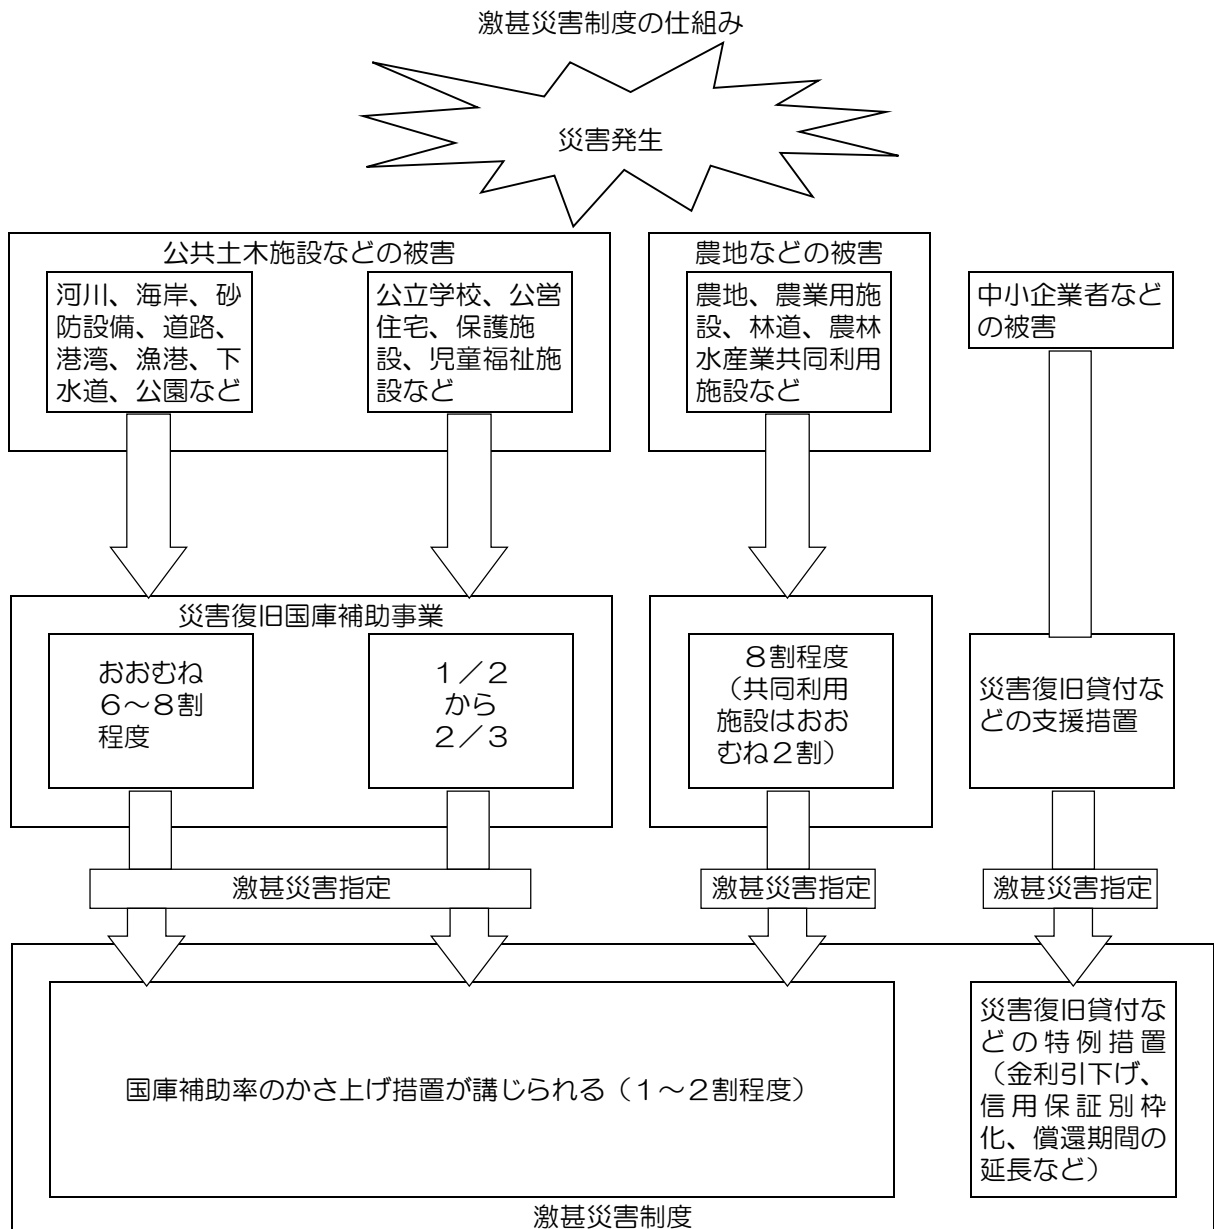 激甚災害制度の仕組み
災害発生
公共土木施設などの被害
河川、海岸、砂
防設備、道路、
港湾、漁港、下
水道、公園など
公立学校、公営
住宅、保護施
設、児童福祉施
設など
農地などの被害
農地、農業用施
設、林道、農林
水産業共同利用
施設など
中小企業者など
の被害
災害復旧国庫補助事業
おおむね
6～8割
程度
1／2
から
2／3
8割程度
（共同利用
施設はおお
むね2割）
災害復旧貸付な
どの支援措置
激甚災害指定
激甚災害指定
激甚災害指定
国庫補助率のかさ上げ措置が講じられる（1～2割程度）
災害復旧貸付な
どの特例措置
（金利引下げ、
信用保証別枠
化、償還期間の
延長など）
激甚災害制度